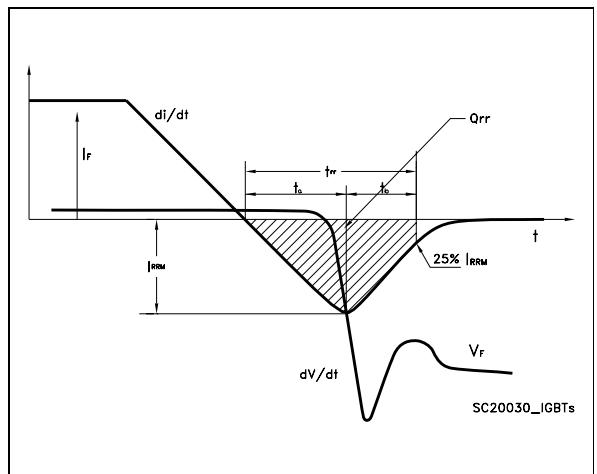 di/dt
Qrr
IF
trr
ta
tb
t
IRRM
25% IRRM
VF
dV/dt
SC20030_IGBTs